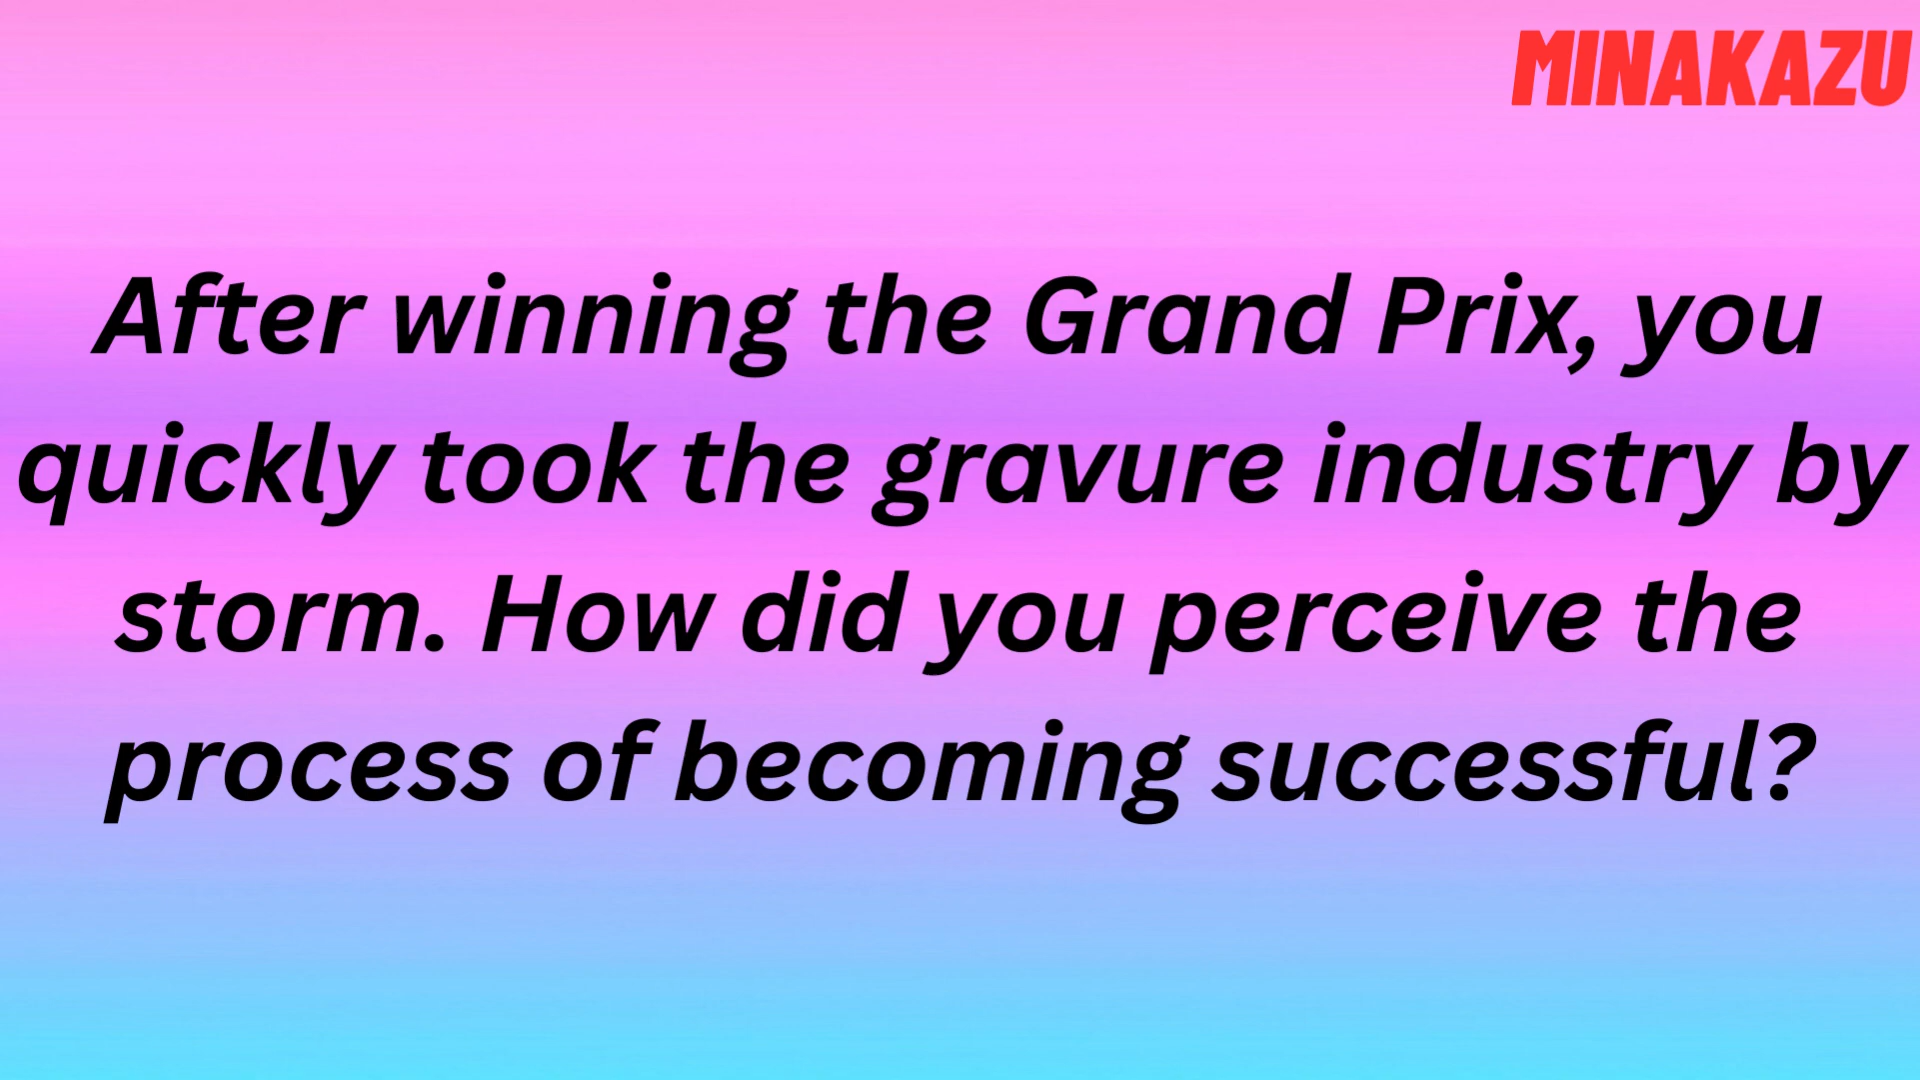 MINAKAZU
After winning the Grand Prix, you
quickly took the gravure industry by
storm. How did you perceive the
process of becoming successful?